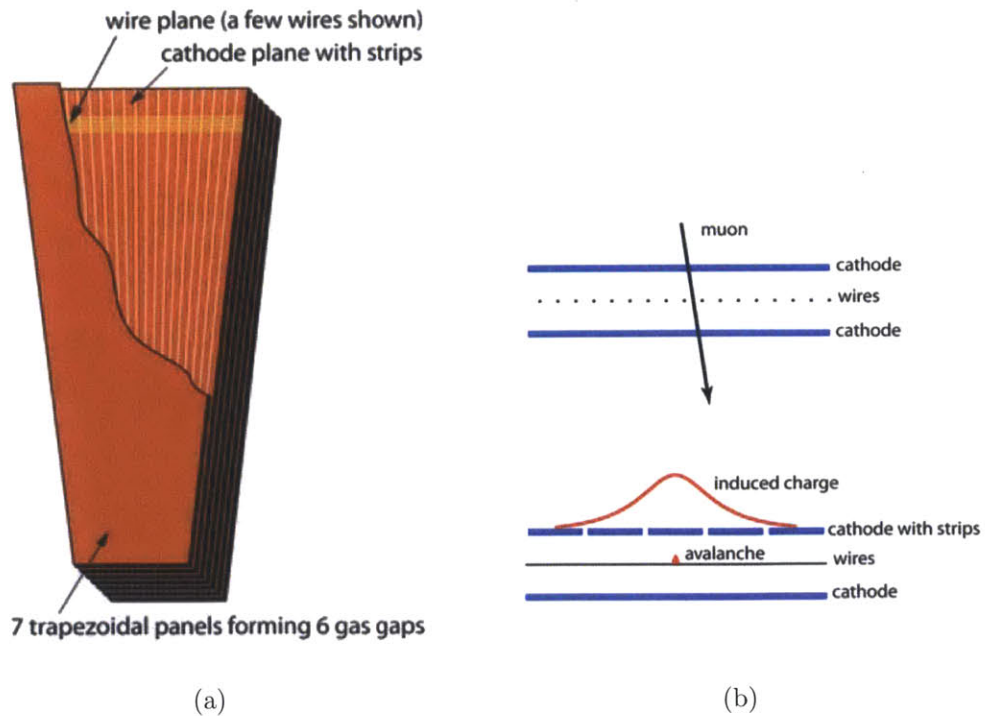 wire plane (a few wires shown)
cathode plane with strips
7 trapezoidal panels forming 6 gas gaps
(a)
muon
cathode
wires
cathode
induced charge
cathode with strips
avalanche
wires
cathode
(b)